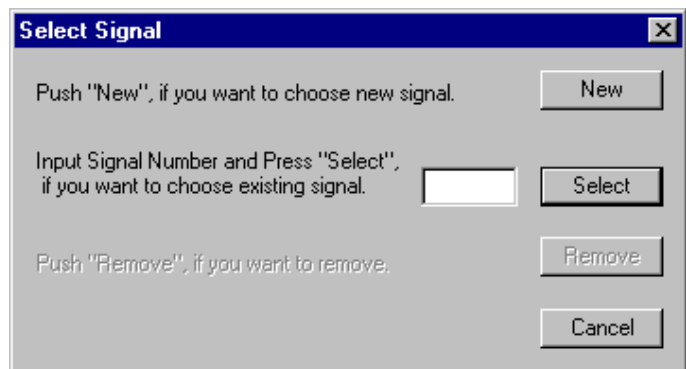 Select Signal
Push "New", if you want to choose new signal.
New
Input Signal Number and Press "Select",
if you want to choose existing signal.
Select
Push "Remove", if you want to remove.
Remove
Cancel